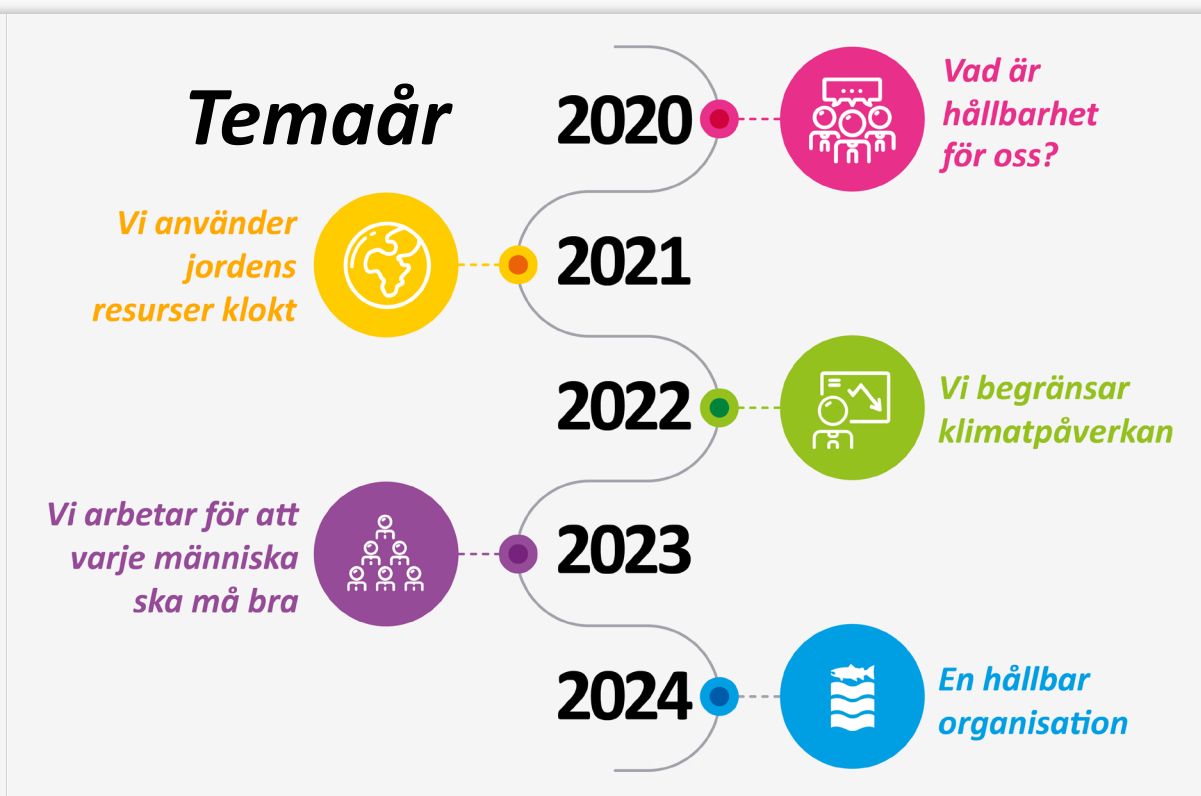 Temaår
2020
Vad är
hållbarhet
för oss?
Vi använder
jordens
resurser klokt
2021
2022
Vi begränsar
klimatpåverkan
Vi arbetar för att
varje människa
ska må bra
2023
2024
En hållbar
organisation